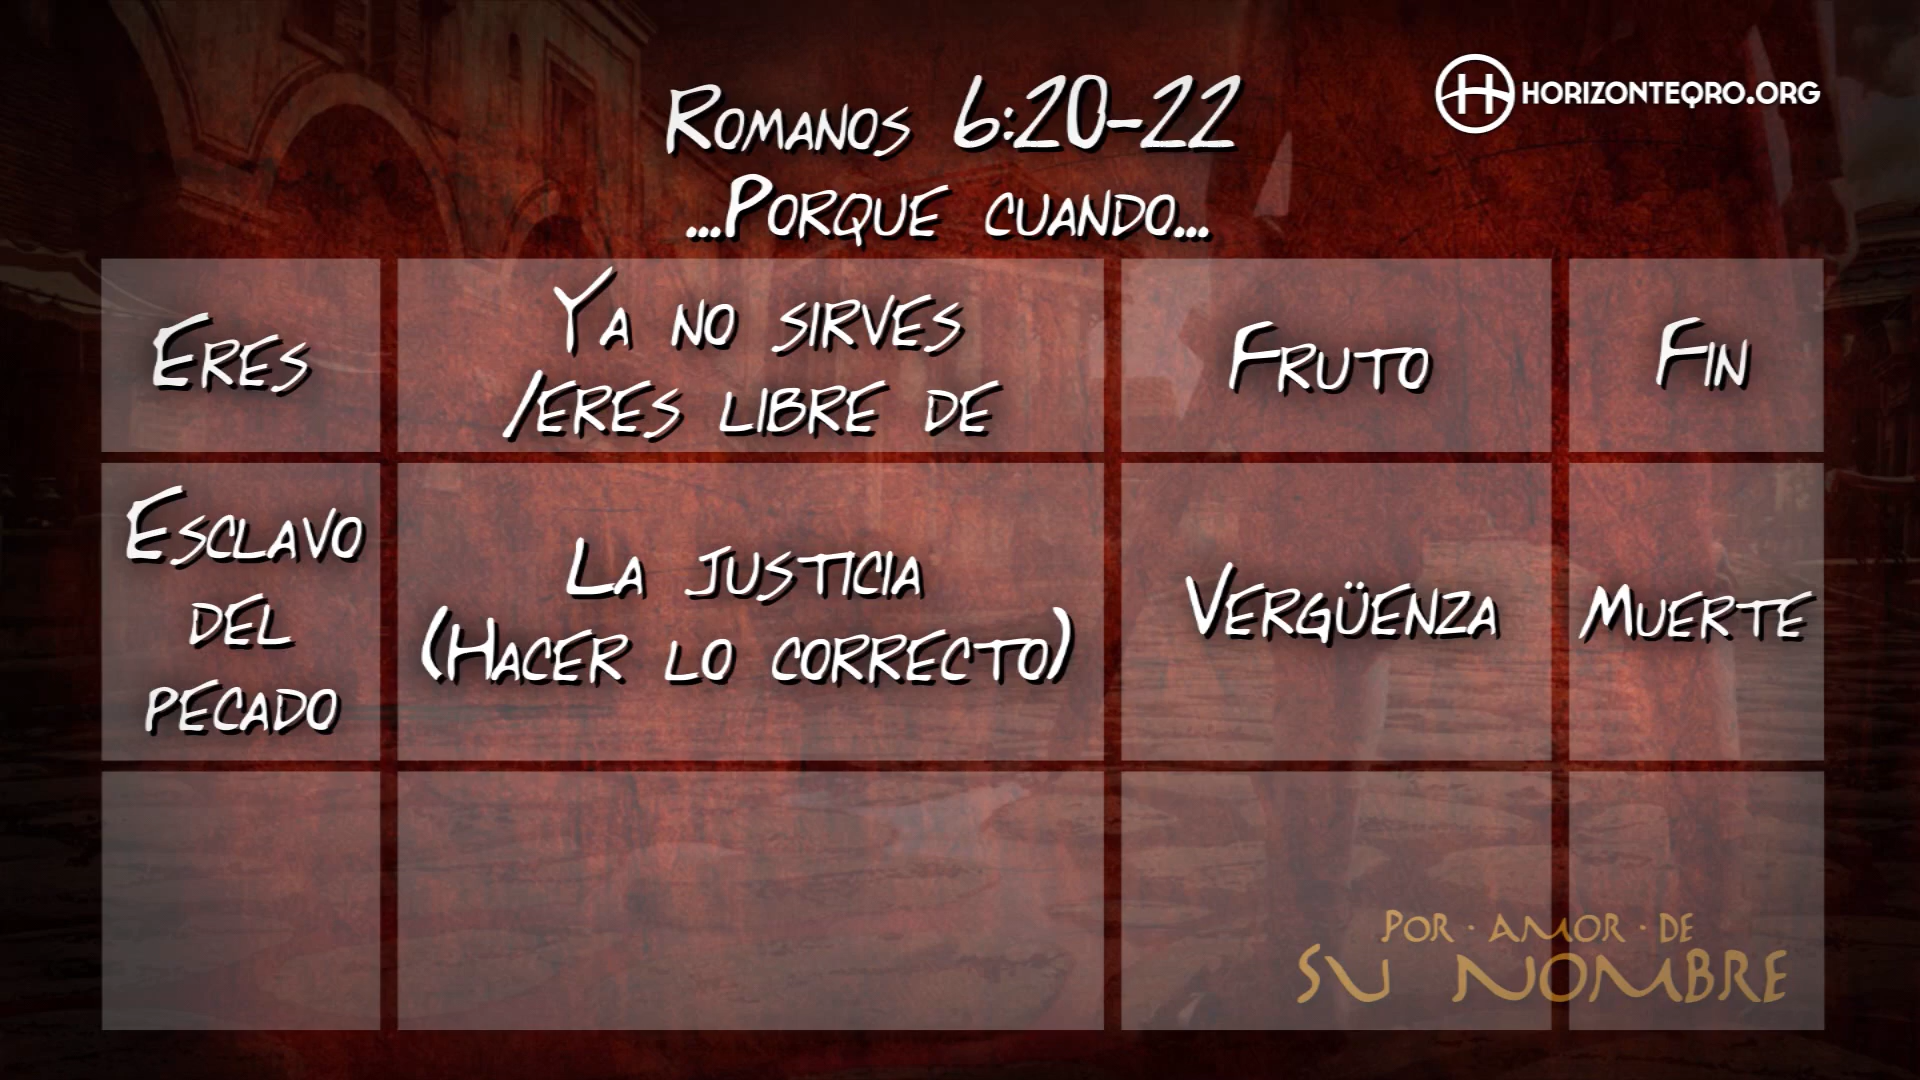 Romanos 6:20-22
HORIZONTEQRO.ORG
...Porque cuando...
Eres
Ya no sirves
/eres libre de
Fruto
Fin
Esclavo
del
pecado
La justicia
(Hacer lo correcto)
Vergüenza
Muerte
Por · amor · de
Su Nombre